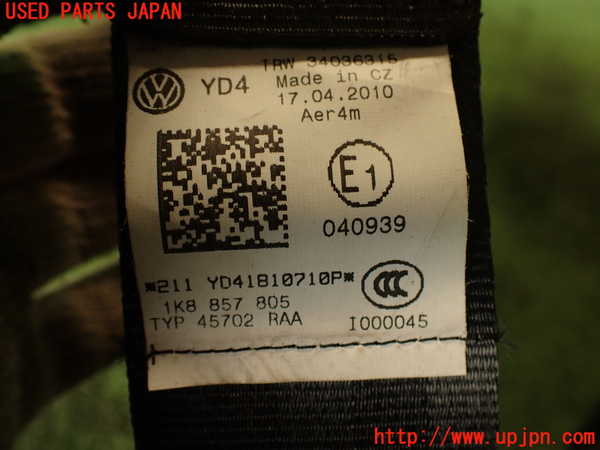 USED PARTS JAPAN
TRW 34036315
YD4 Made in CZ
17.04.2010
Aer4m
E1
040939
*211 YD41B10710P*
CCC
1K8 857 805
TYP 45702 RAA I000045
http://www.upjpn.com